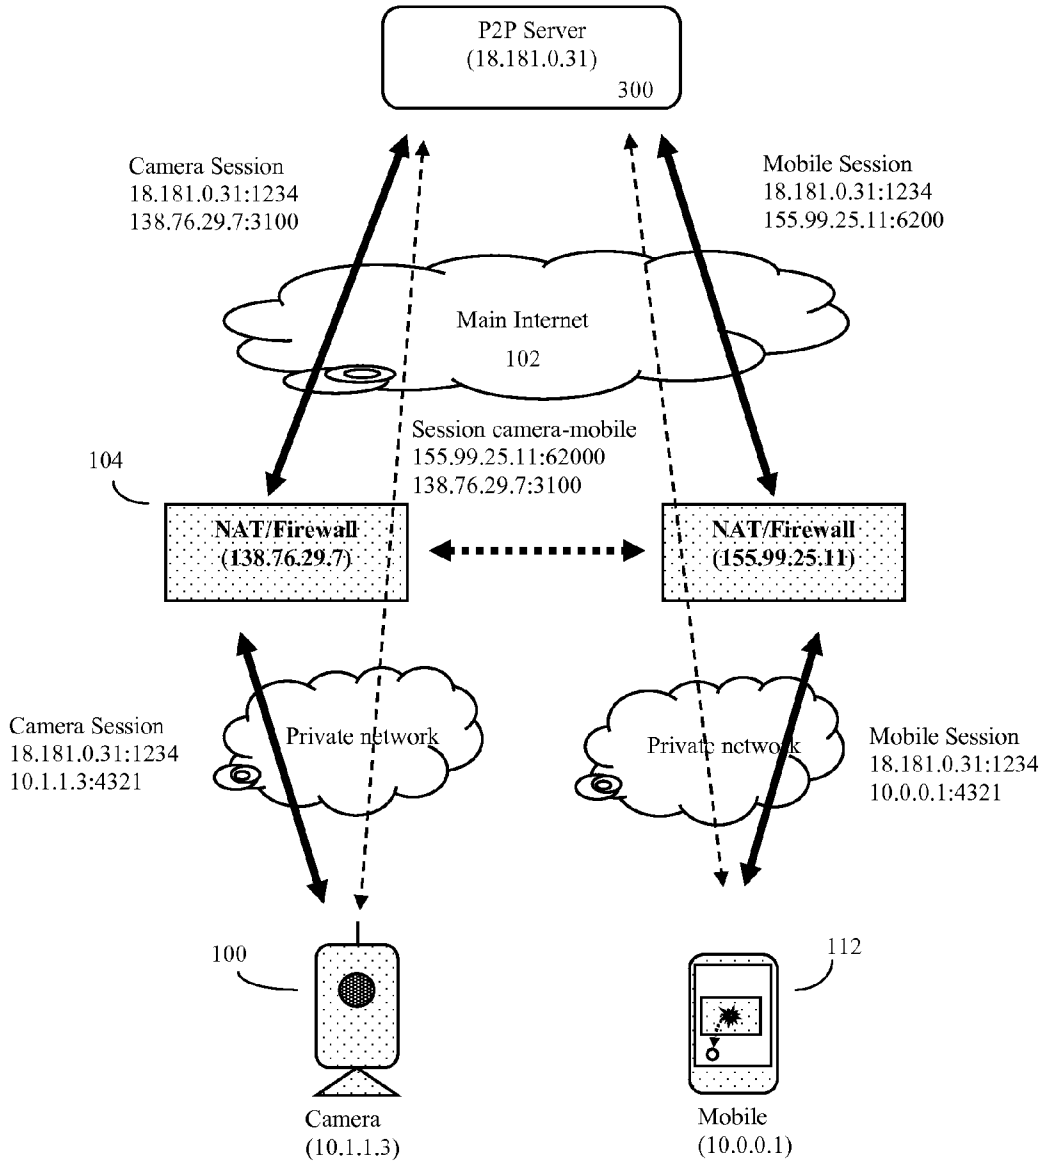 P2P Server
(18.181.0.31)
300
Camera Session
18.181.0.31:1234
138.76.29.7:3100
Mobile Session
18.181.0.31:1234
155.99.25.11:6200
Main Internet
102
Session camera-mobile
155.99.25.11:62000
138.76.29.7:3100
104
NAT/Firewall
(138.76.29.7)
NAT/Firewall
(155.99.25.11)
Camera Session
18.181.0.31:1234
10.1.1.3:4321
Private network
Private network
Mobile Session
18.181.0.31:1234
10.0.0.1:4321
100
112
Camera
(10.1.1.3)
Mobile
(10.0.0.1)